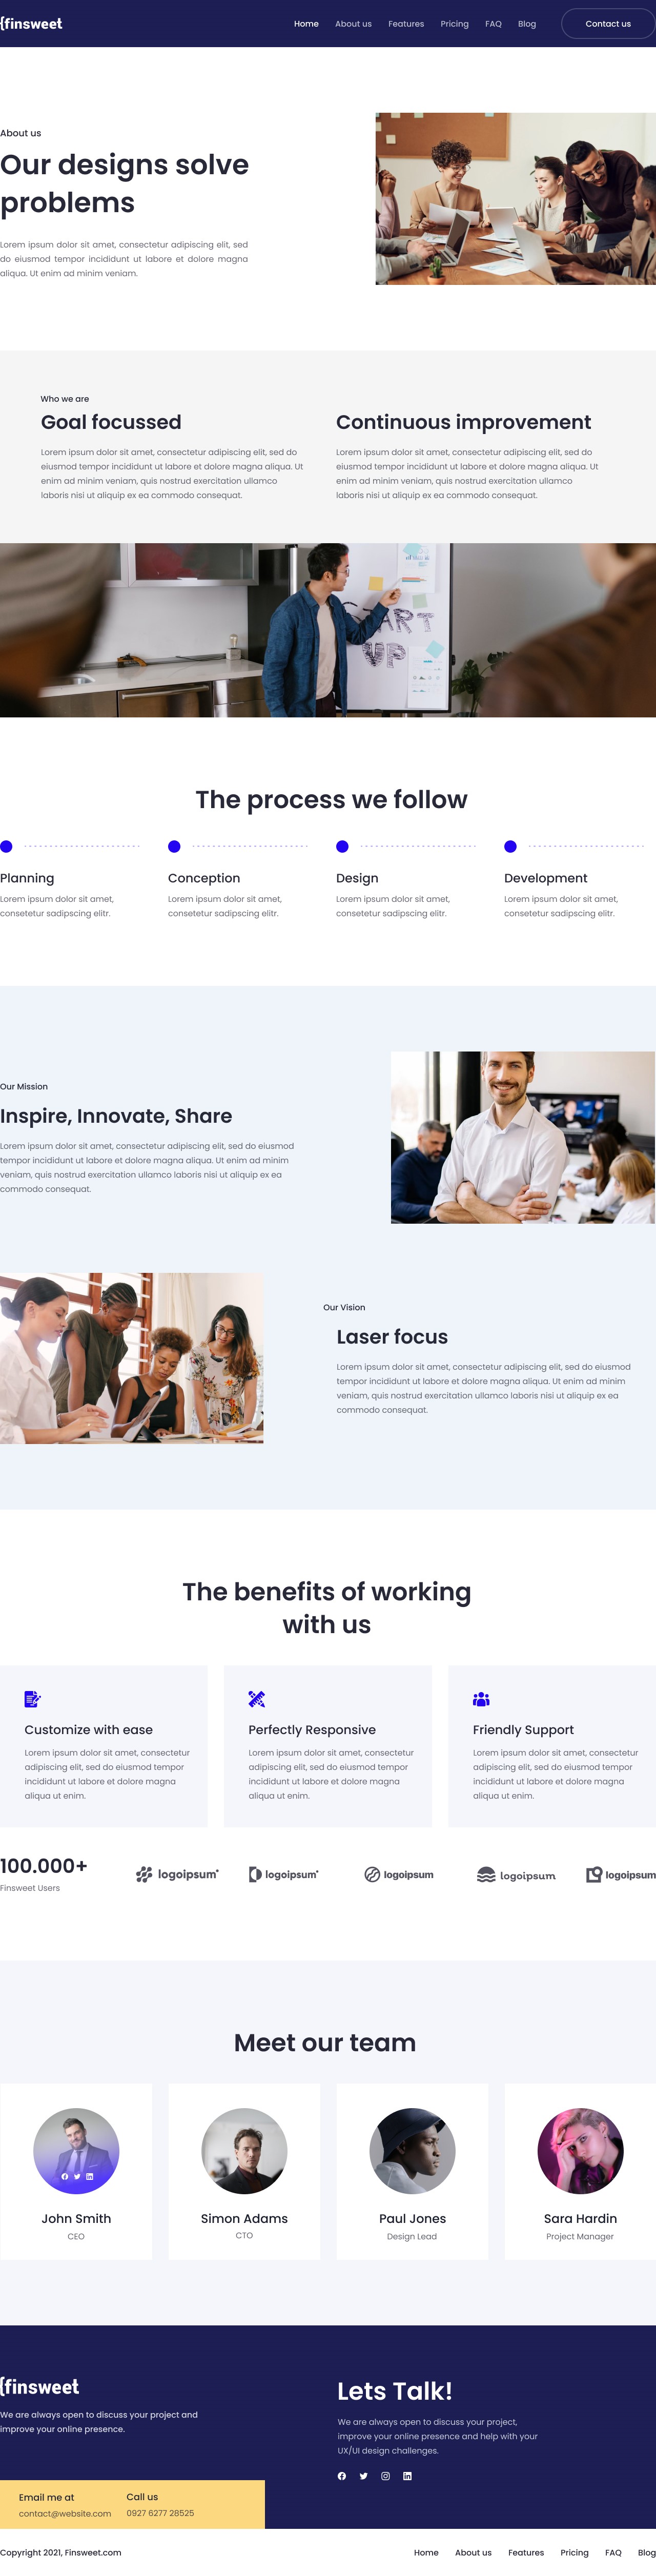 {finsweet
Home About us Features Pricing FAQ Blog Contact us
About us
Our designs solve
problems
Lorem ipsum dolor sit amet, consectetur adipiscing elit, sed
do eiusmod tempor incididunt ut labore et dolore magna
aliqua. Ut enim ad minim veniam.
Who we are
Goal focussed
Lorem ipsum dolor sit amet, consectetur adipiscing elit, sed do
eiusmod tempor incididunt ut labore et dolore magna aliqua. Ut
enim ad minim veniam, quis nostrud exercitation ullamco
laboris nisi ut aliquip ex ea commodo consequat.
Continuous improvement
Lorem ipsum dolor sit amet, consectetur adipiscing elit, sed do
eiusmod tempor incididunt ut labore et dolore magna aliqua. Ut
enim ad minim veniam, quis nostrud exercitation ullamco
laboris nisi ut aliquip ex ea commodo consequat.
ART
UP
The process we follow
Planning
Lorem ipsum dolor sit amet,
consetetur sadipscing elitr.
Conception
Lorem ipsum dolor sit amet,
consetetur sadipscing elitr.
Design
Lorem ipsum dolor sit amet,
consetetur sadipscing elitr.
Development
Lorem ipsum dolor sit amet,
consetetur sadipscing elitr.
Our Mission
Inspire, Innovate, Share
Lorem ipsum dolor sit amet, consectetur adipiscing elit, sed do eiusmod
tempor incididunt ut labore et dolore magna aliqua. Ut enim ad minim
veniam, quis nostrud exercitation ullamco laboris nisi ut aliquip ex ea
commodo consequat.
Our Vision
Laser focus
Lorem ipsum dolor sit amet, consectetur adipiscing elit, sed do eiusmod
tempor incididunt ut labore et dolore magna aliqua. Ut enim ad minim
veniam, quis nostrud exercitation ullamco laboris nisi ut aliquip ex ea
commodo consequat.
The benefits of working
with us
Customize with ease
Lorem ipsum dolor sit amet, consectetur
adipiscing elit, sed do eiusmod tempor
incididunt ut labore et dolore magna
aliqua ut enim.
Perfectly Responsive
Lorem ipsum dolor sit amet, consectetur
adipiscing elit, sed do eiusmod tempor
incididunt ut labore et dolore magna
aliqua ut enim.
Friendly Support
Lorem ipsum dolor sit amet, consectetur
adipiscing elit, sed do eiusmod tempor
incididunt ut labore et dolore magna
aliqua ut enim.
100.000+
Finsweet Users
logoipsum
logoipsum
logoipsum
logoipsum
logoipsum
Meet our team
John Smith
CEO
Simon Adams
CTO
Paul Jones
Design Lead
Sara Hardin
Project Manager
{finsweet
We are always open to discuss your project and
improve your online presence.
Email me at
contact@website.com
Call us
0927 6277 28525
Lets Talk!
We are always open to discuss your project,
improve your online presence and help with your
UX/UI design challenges.
Copyright 2021, Finsweet.com
Home About us Features Pricing FAQ Blog